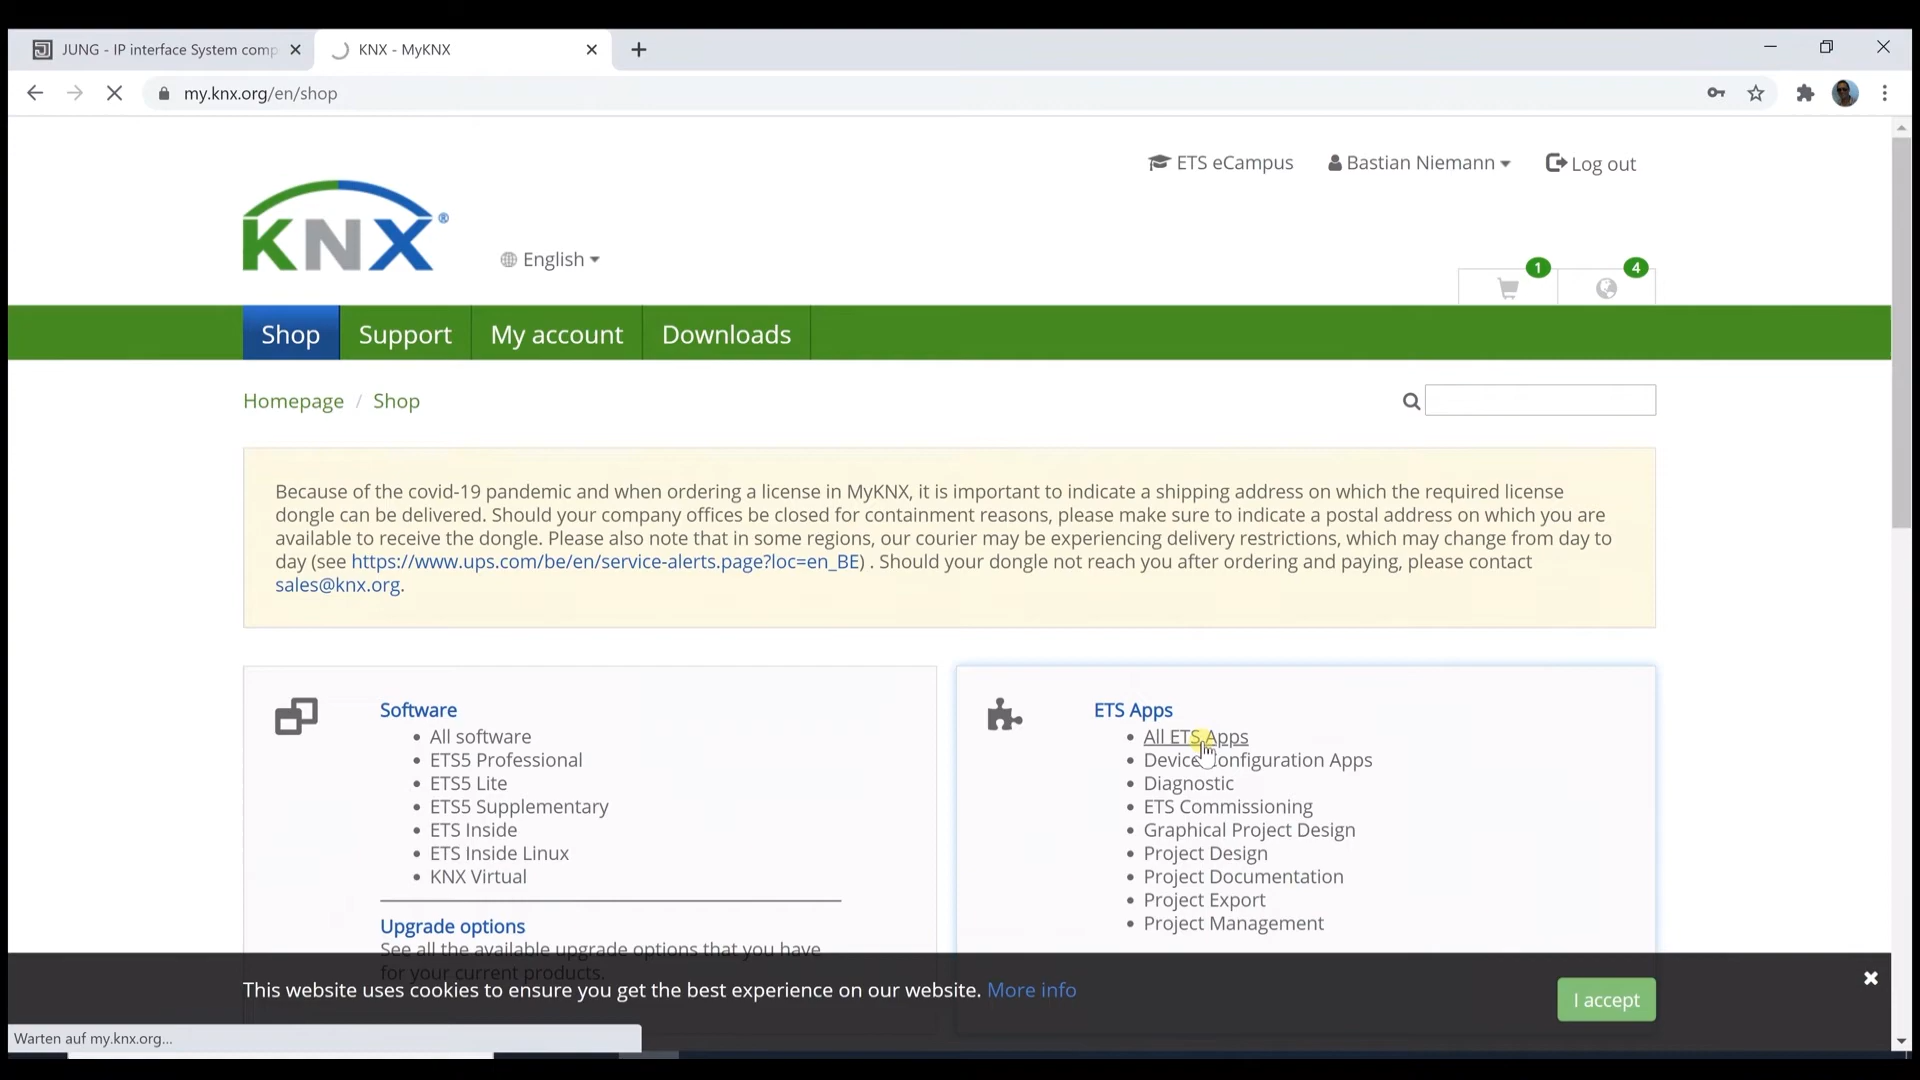 JUNG - IP interface System comp
KNX - MyKNX
my.knx.org/en/shop
ETS eCampus
Bastian Niemann
Log out
KNX®
English
1
4
Shop
Support
My account
Downloads
Homepage / Shop
Because of the covid-19 pandemic and when ordering a license in MyKNX, it is important to indicate a shipping address on which the required license
dongle can be delivered. Should your company offices be closed for containment reasons, please make sure to indicate a postal address on which you are
available to receive the dongle. Please also note that in some regions, our courier may be experiencing delivery restrictions, which may change from day to
day (see https://www.ups.com/be/en/service-alerts.page?loc=en_BE) . Should your dongle not reach you after ordering and paying, please contact
sales@knx.org.
Software
• All software
• ETS5 Professional
• ETS5 Lite
• ETS5 Supplementary
• ETS Inside
• ETS Inside Linux
• KNX Virtual
Upgrade options
See all the available upgrade options that you have
for your current products.
ETS Apps
• All ETS Apps
• Device Configuration Apps
• Diagnostic
• ETS Commissioning
• Graphical Project Design
• Project Design
• Project Documentation
• Project Export
• Project Management
This website uses cookies to ensure you get the best experience on our website. More info
I accept
Warten auf my.knx.org...